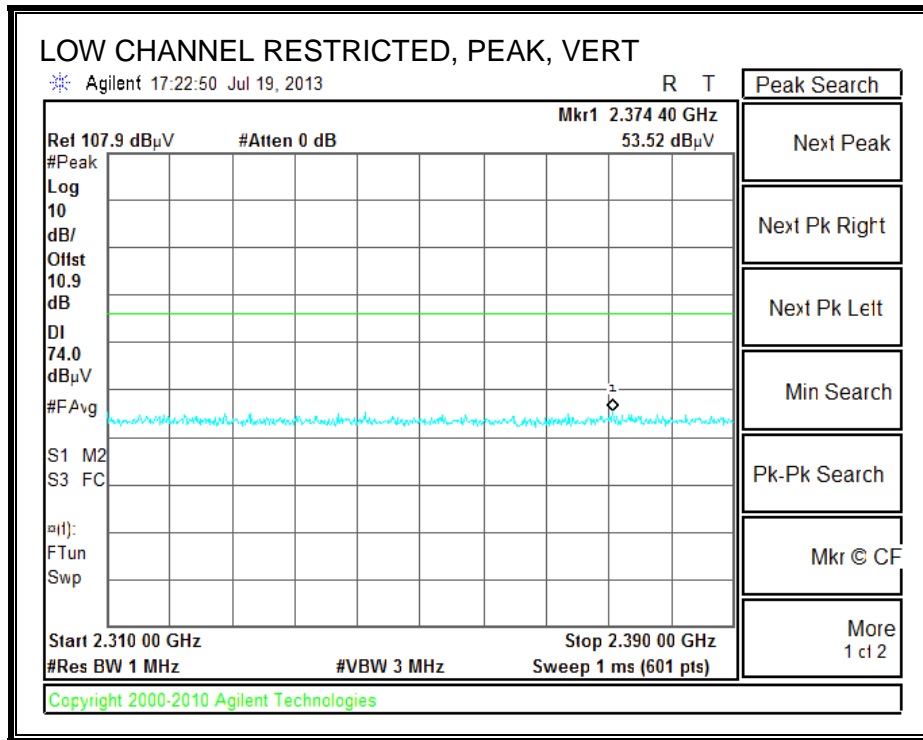 LOW CHANNEL RESTRICTED, PEAK, VERT
Agilent 17:22:50 Jul 19, 2013 R T
Mkr1 2.374 40 GHz
Ref 107.9 dBµV #Atten 0 dB 53.52 dBµV
#Peak
Log
10
dB/
Offst
10.9
dB
DI
74.0
dBµV
#FAvg
1
S1 M2
S3 FC
¤(f):
FTun
Swp
Start 2.310 00 GHz Stop 2.390 00 GHz
#Res BW 1 MHz #VBW 3 MHz Sweep 1 ms (601 pts)
Copyright 2000-2010 Agilent Technologies
Peak Search
Next Peak
Next Pk Right
Next Pk Left
Min Search
Pk-Pk Search
Mkr © CF
More
1 of 2